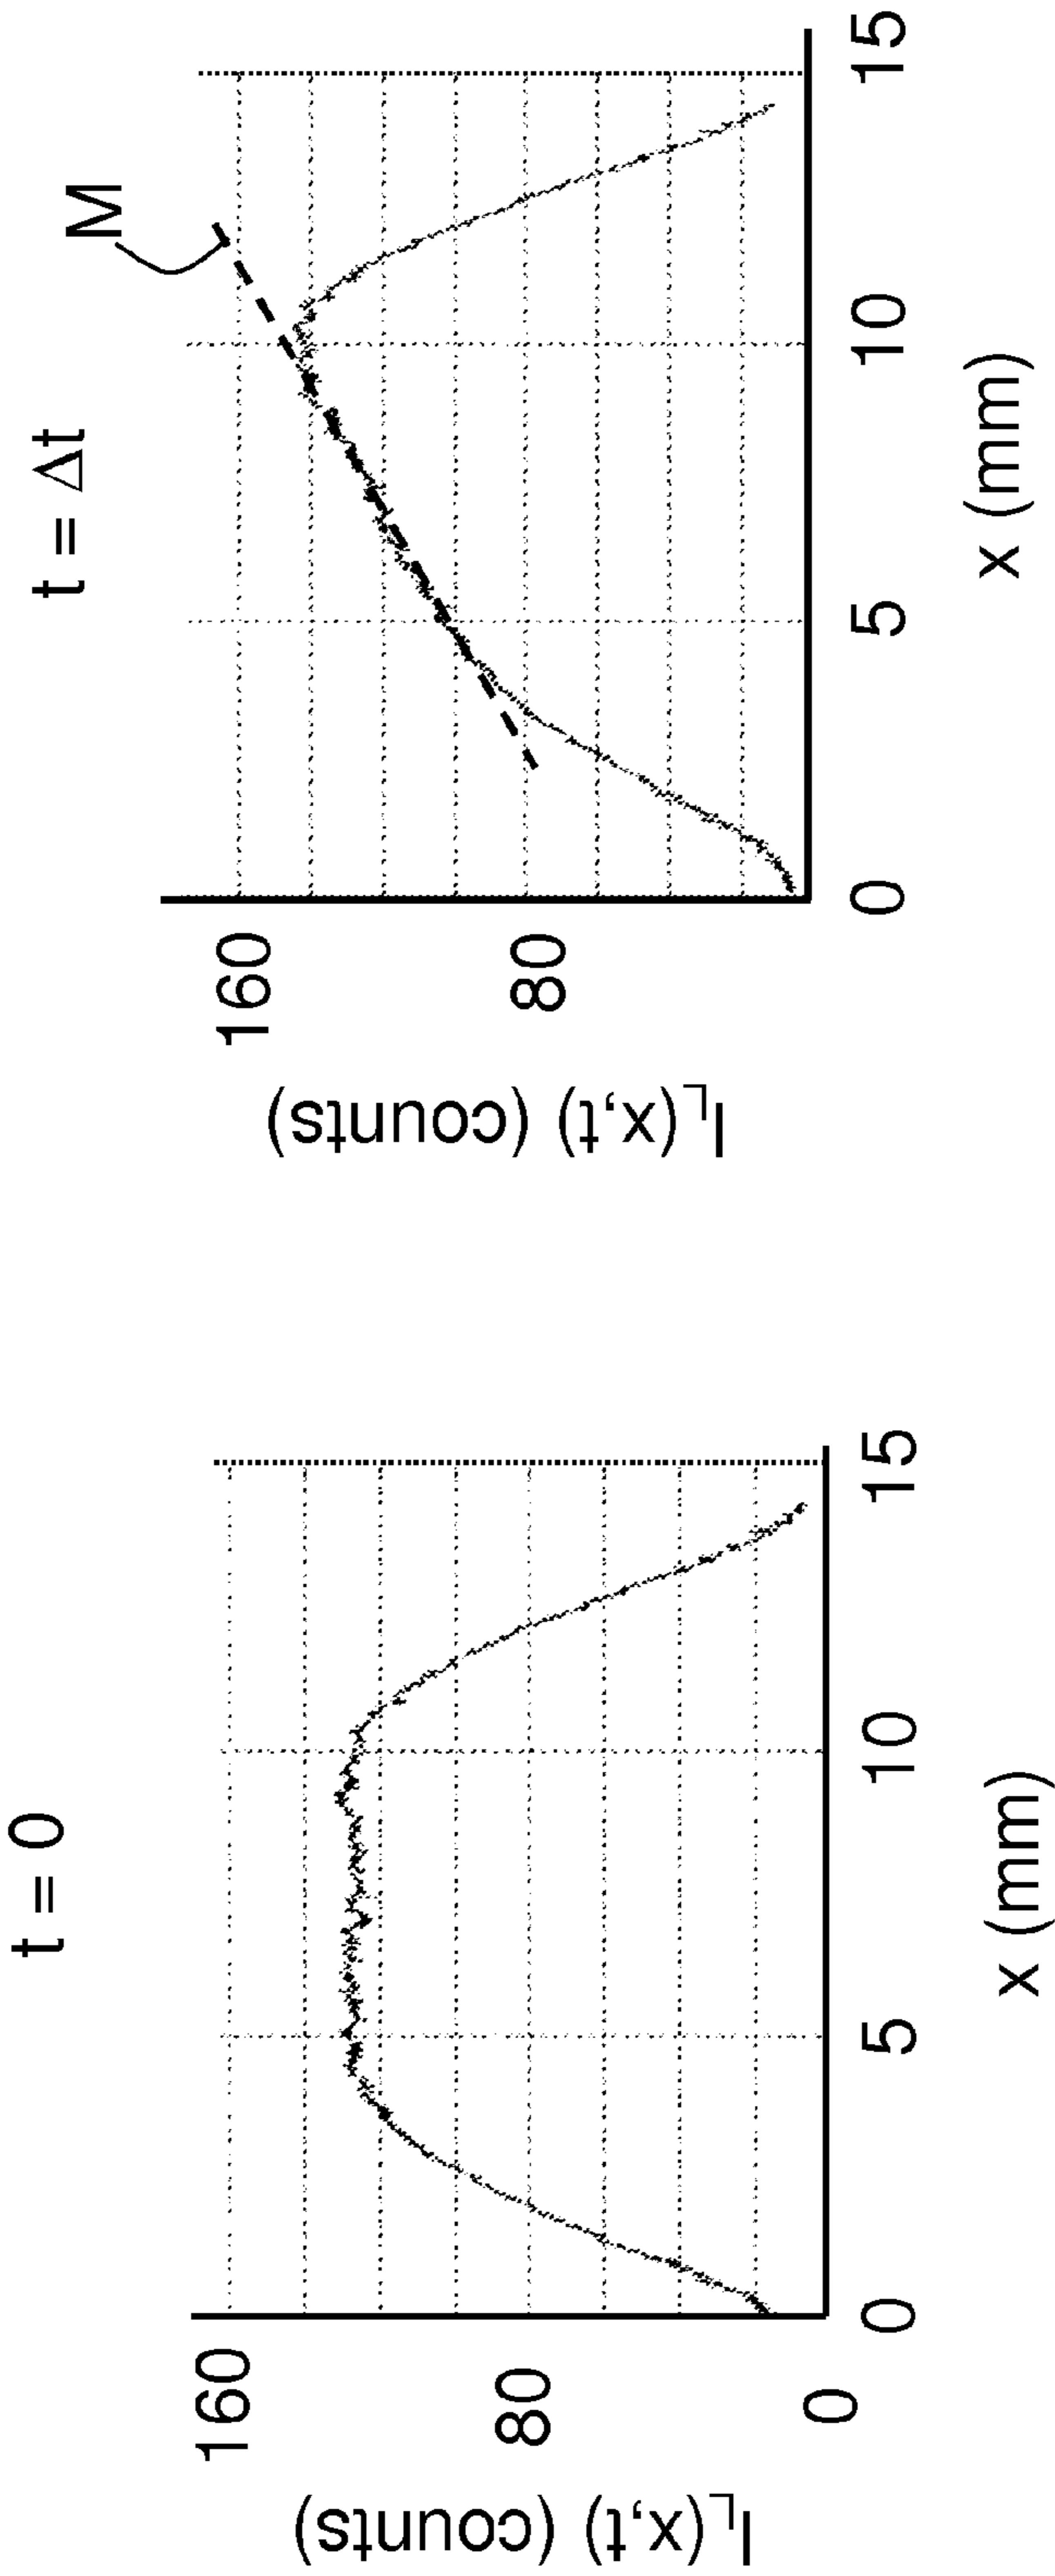 t = 0
I_L(x,t) (counts)
160
80
0
0
5
10
15
x (mm)
t = Δt
M
I_L(x,t) (counts)
160
80
0
5
10
15
x (mm)